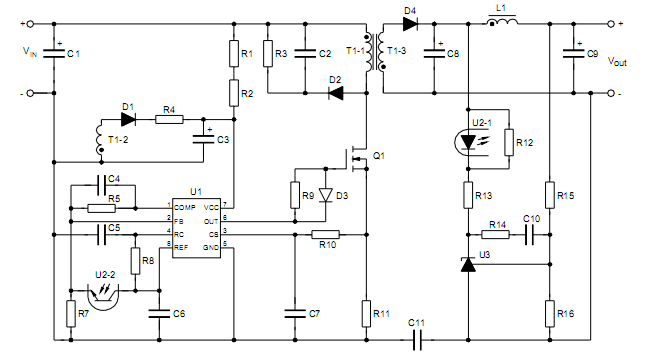 +
D4
L1
+
V IN
+
C1
R1
R3
C2
T1-1
T1-3
+
C8
+
C9
V Out
-
R2
D2
-
D1
R4
T1-2
+
C3
U2-1
R12
Q1
C4
R5
U1
1 COMP VCC 7
2 FB OUT 6
4 RC CS 3
8 REF GND 5
R9
D3
R13
R15
C5
R10
R14
C10
R8
U3
U2-2
R7
C6
C7
R11
C11
R16